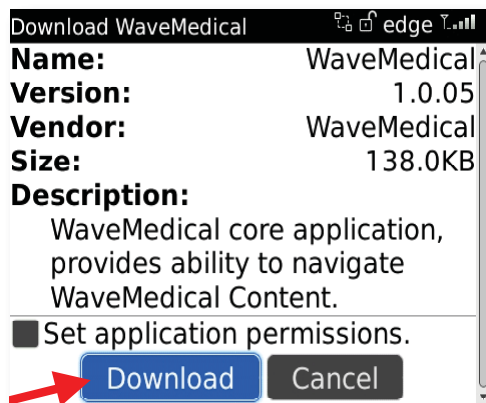 Download WaveMedical edge
Name: WaveMedical
Version: 1.0.05
Vendor: WaveMedical
Size: 138.0KB
Description:
WaveMedical core application,
provides ability to navigate
WaveMedical Content.
Set application permissions.
Download Cancel